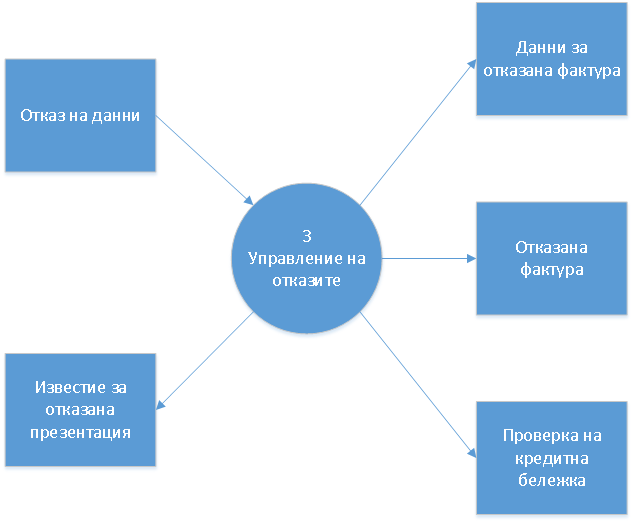 Данни за
отказана фактура
Отказ на данни
3
Управление на
отказите
Отказана
фактура
Известие за
отказана
презентация
Проверка на
кредитна
бележка